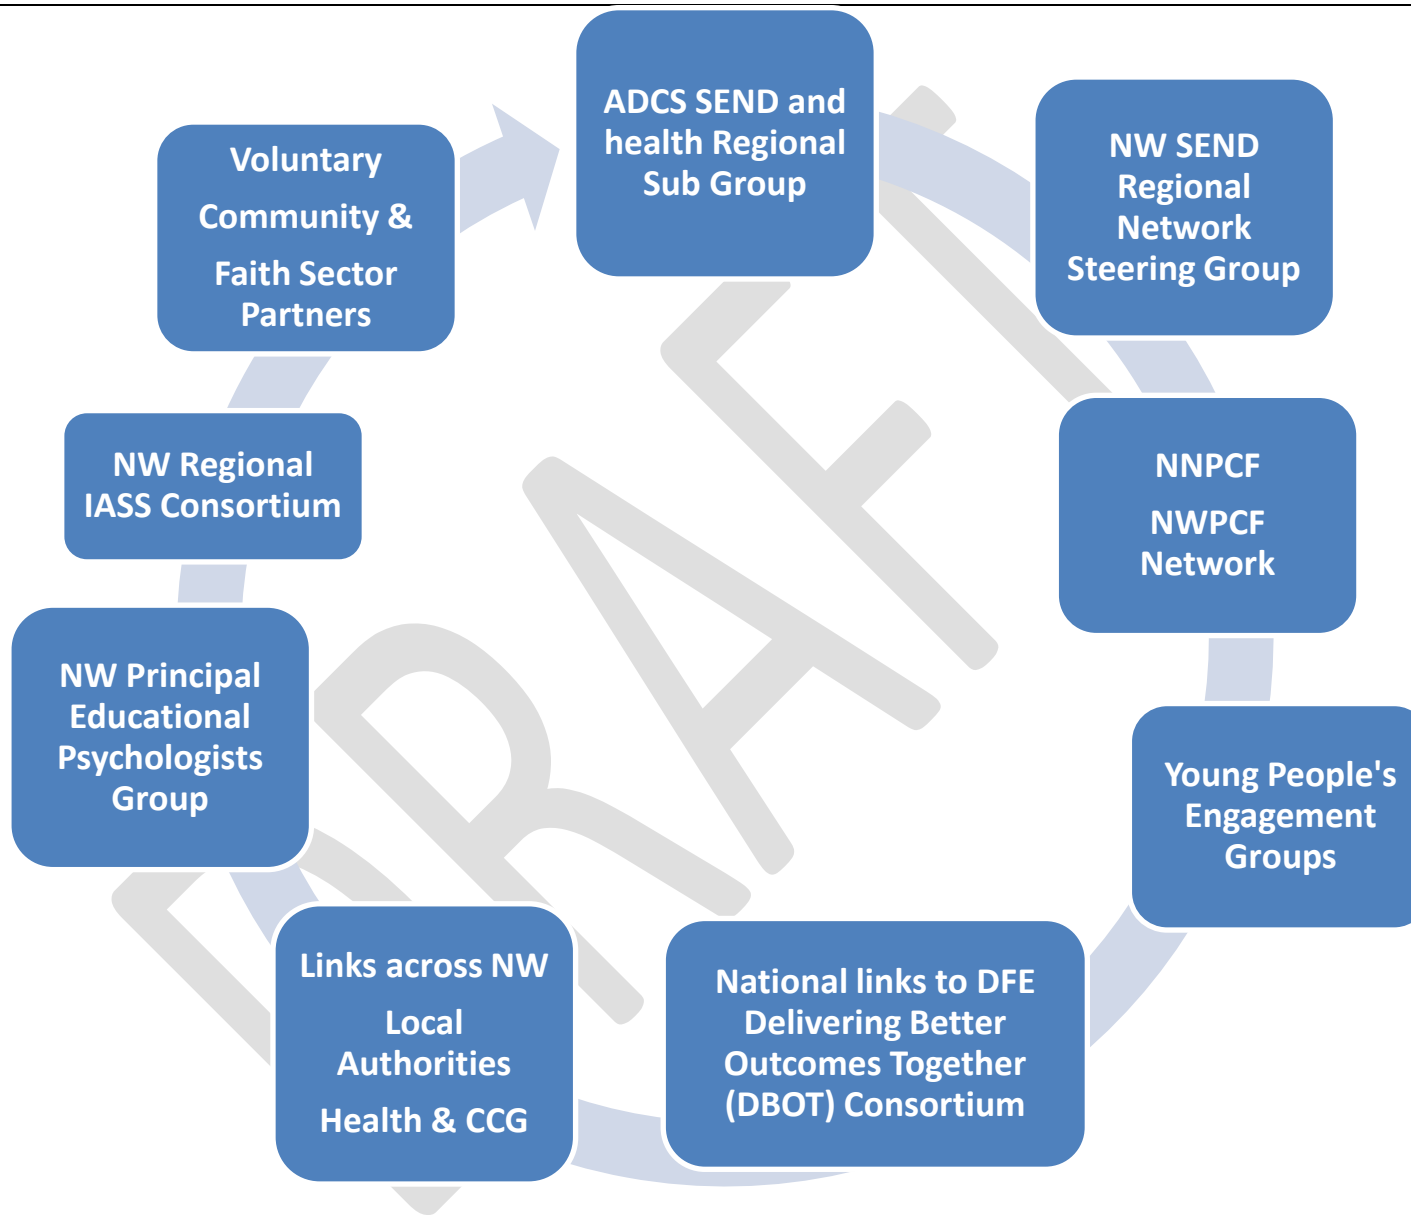 ADCS SEND and
health Regional
Sub Group
NW SEND
Regional
Network
Steering Group
NNPCF
NWPCF
Network
Young People's
Engagement
Groups
National links to DFE
Delivering Better
Outcomes Together
(DBOT) Consortium
Links across NW
Local
Authorities
Health & CCG
NW Principal
Educational
Psychologists
Group
NW Regional
IASS Consortium
Voluntary
Community &
Faith Sector
Partners
DRAFT